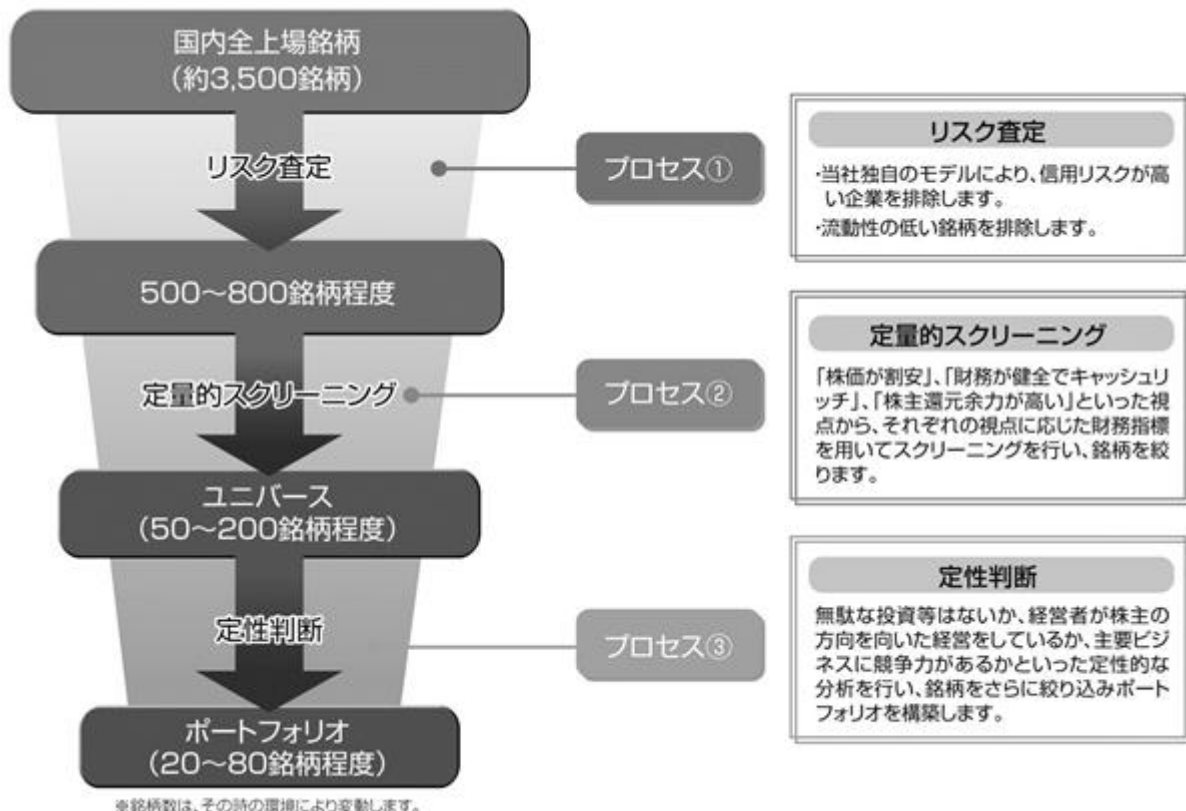 国内全上場銘柄
(約3,500銘柄)
リスク査定
プロセス①
リスク査定
・当社独自のモデルにより、信用リスクが高
い企業を排除します。
・流動性の低い銘柄を排除します。
500〜800銘柄程度
定量的スクリーニング
プロセス②
定量的スクリーニング
「株価が割安」、「財務が健全でキャッシュリ
ッチ」、「株主還元余力が高い」といった視
点から、それぞれの視点に応じた財務指標
を用いてスクリーニングを行い、銘柄を絞
ります。
ユニバース
(50〜200銘柄程度)
定性判断
プロセス③
定性判断
無駄な投資等はないか、経営者が株主の
方向を向いた経営をしているか、主要ビジ
ネスに競争力があるかといった定性的な
分析を行い、銘柄をさらに絞り込みポート
フォリオを構築します。
ポートフォリオ
(20〜80銘柄程度)
※銘柄数は、その時の環境により変動します。